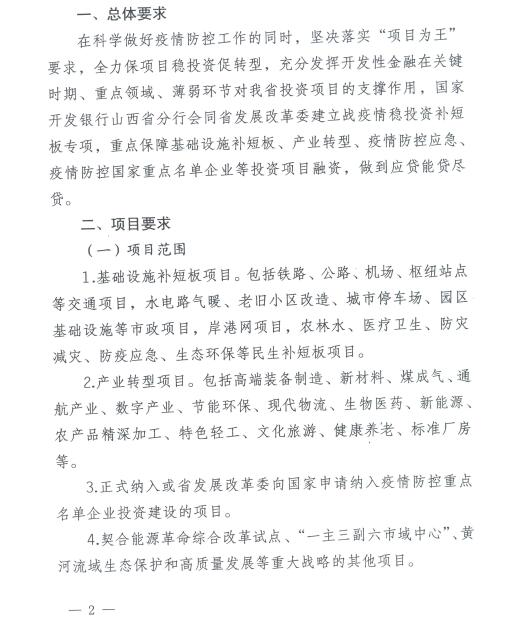 一、总体要求
在科学做好疫情防控工作的同时，坚决落实“项目为王”
要求，全力保项目稳投资促转型，充分发挥开发性金融在关键
时期、重点领域、薄弱环节对我省投资项目的支撑作用，国家
开发银行山西省分行会同省发展改革委建立战疫情稳投资补短
板专项，重点保障基础设施补短板、产业转型、疫情防控应急、
疫情防控国家重点名单企业等投资项目融资，做到应贷能贷尽
贷。
二、项目要求
（一）项目范围
1.基础设施补短板项目。包括铁路、公路、机场、枢纽站点
等交通项目，水电路气暖、老旧小区改造、城市停车场、园区
基础设施等市政项目，岸港网项目，农林水、医疗卫生、防灾
减灾、防疫应急、生态环保等民生补短板项目。
2.产业转型项目。包括高端装备制造、新材料、煤成气、通
航产业、数字产业、节能环保、现代物流、生物医药、新能源、
农产品精深加工、特色轻工、文化旅游、健康养老、标准厂房
等。
3.正式纳入或省发展改革委向国家申请纳入疫情防控重点
名单企业投资建设的项目。
4.契合能源革命综合改革试点、“一主三副六市域中心”、黄
河流域生态保护和高质量发展等重大战略的其他项目。
— 2 —